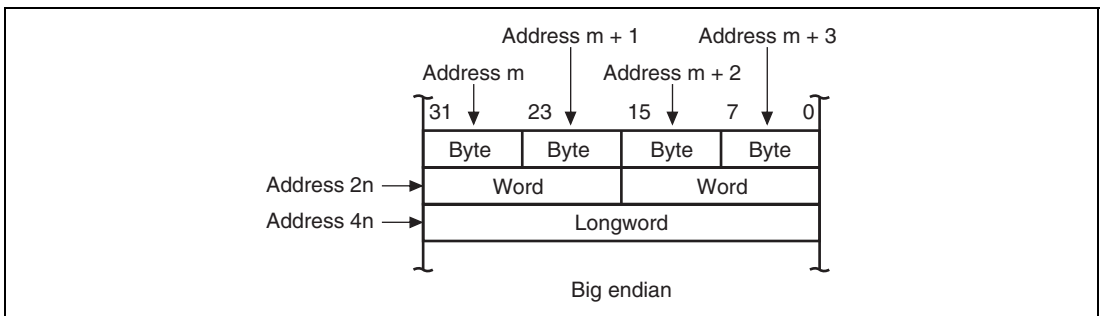 Address m + 1 Address m + 3
Address m Address m + 2
31 23 15 7 0
Byte Byte Byte Byte
Address 2n Word Word
Address 4n Longword
Big endian